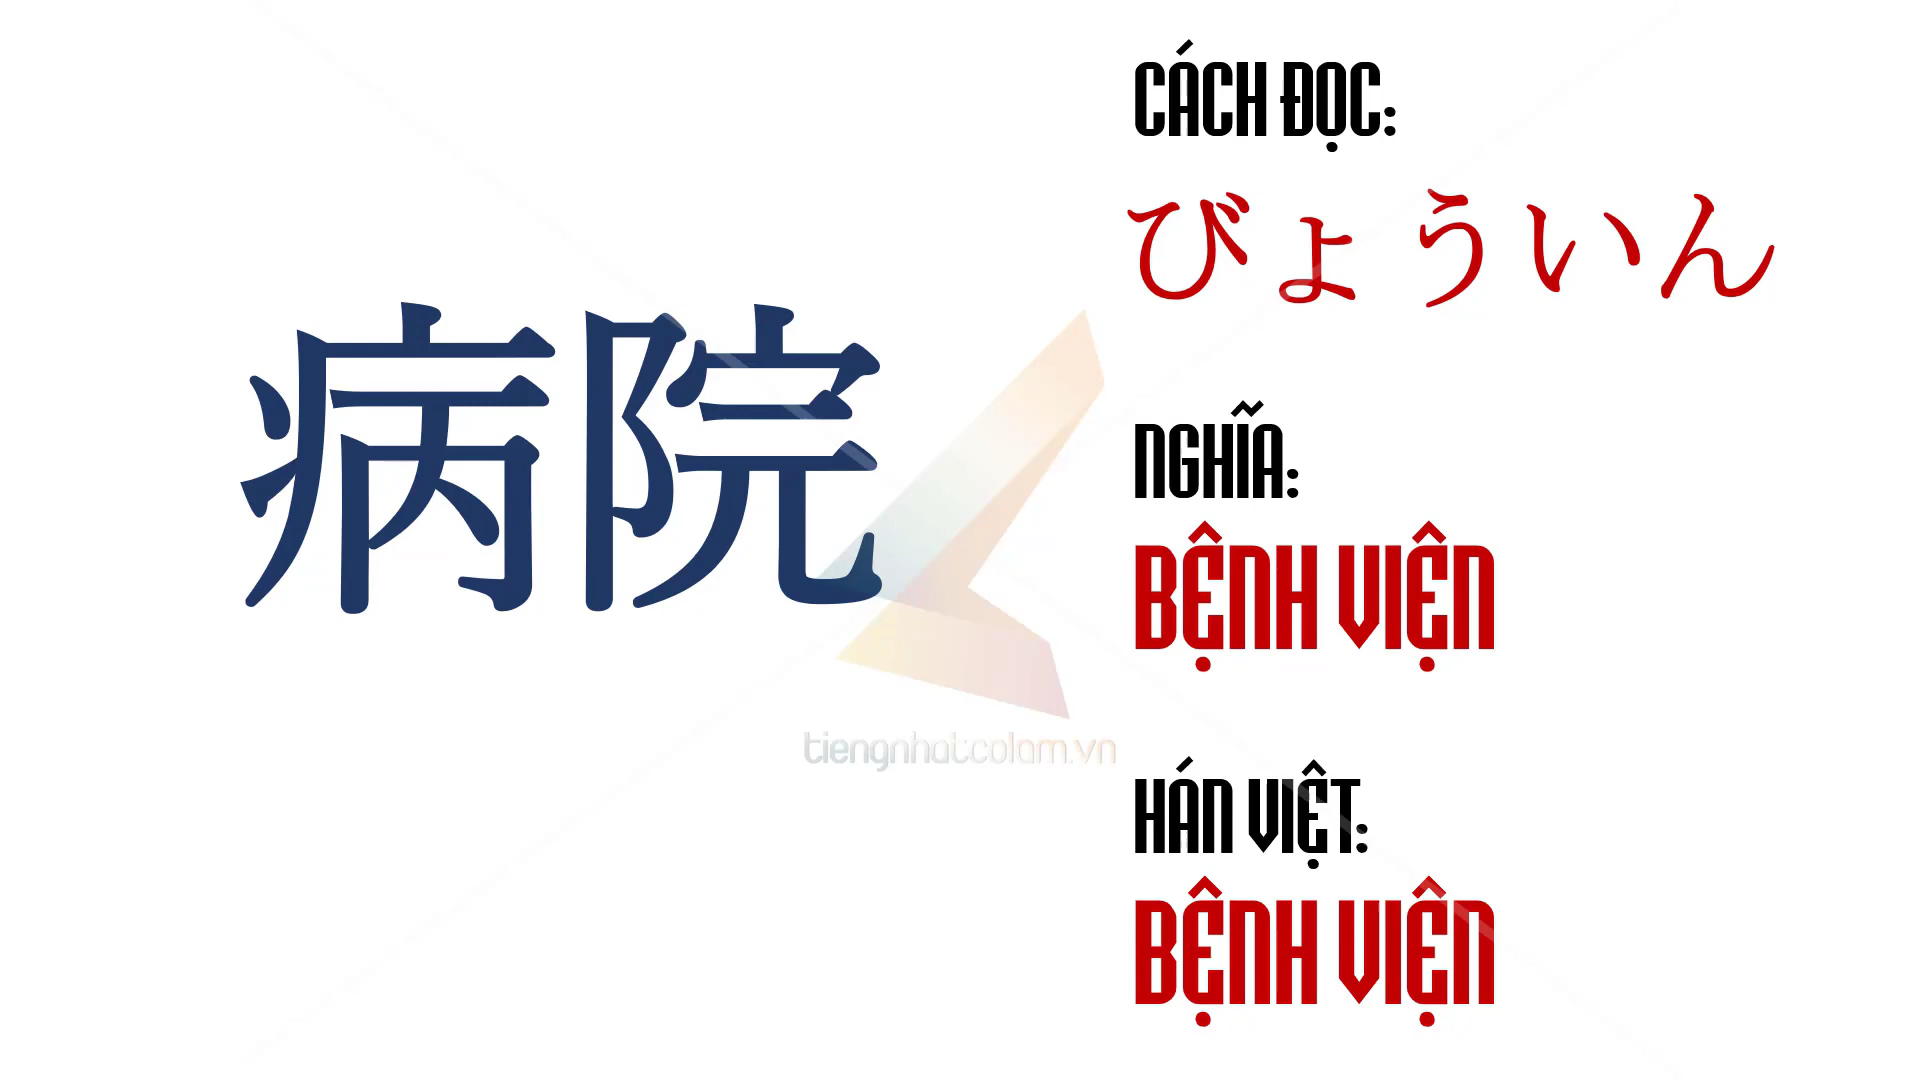 病院
CÁCH ĐỌC:
びょういん
NGHĨA:
BỆNH VIỆN
tiengnhatcolam.vn
HÁN VIỆT:
BỆNH VIỆN